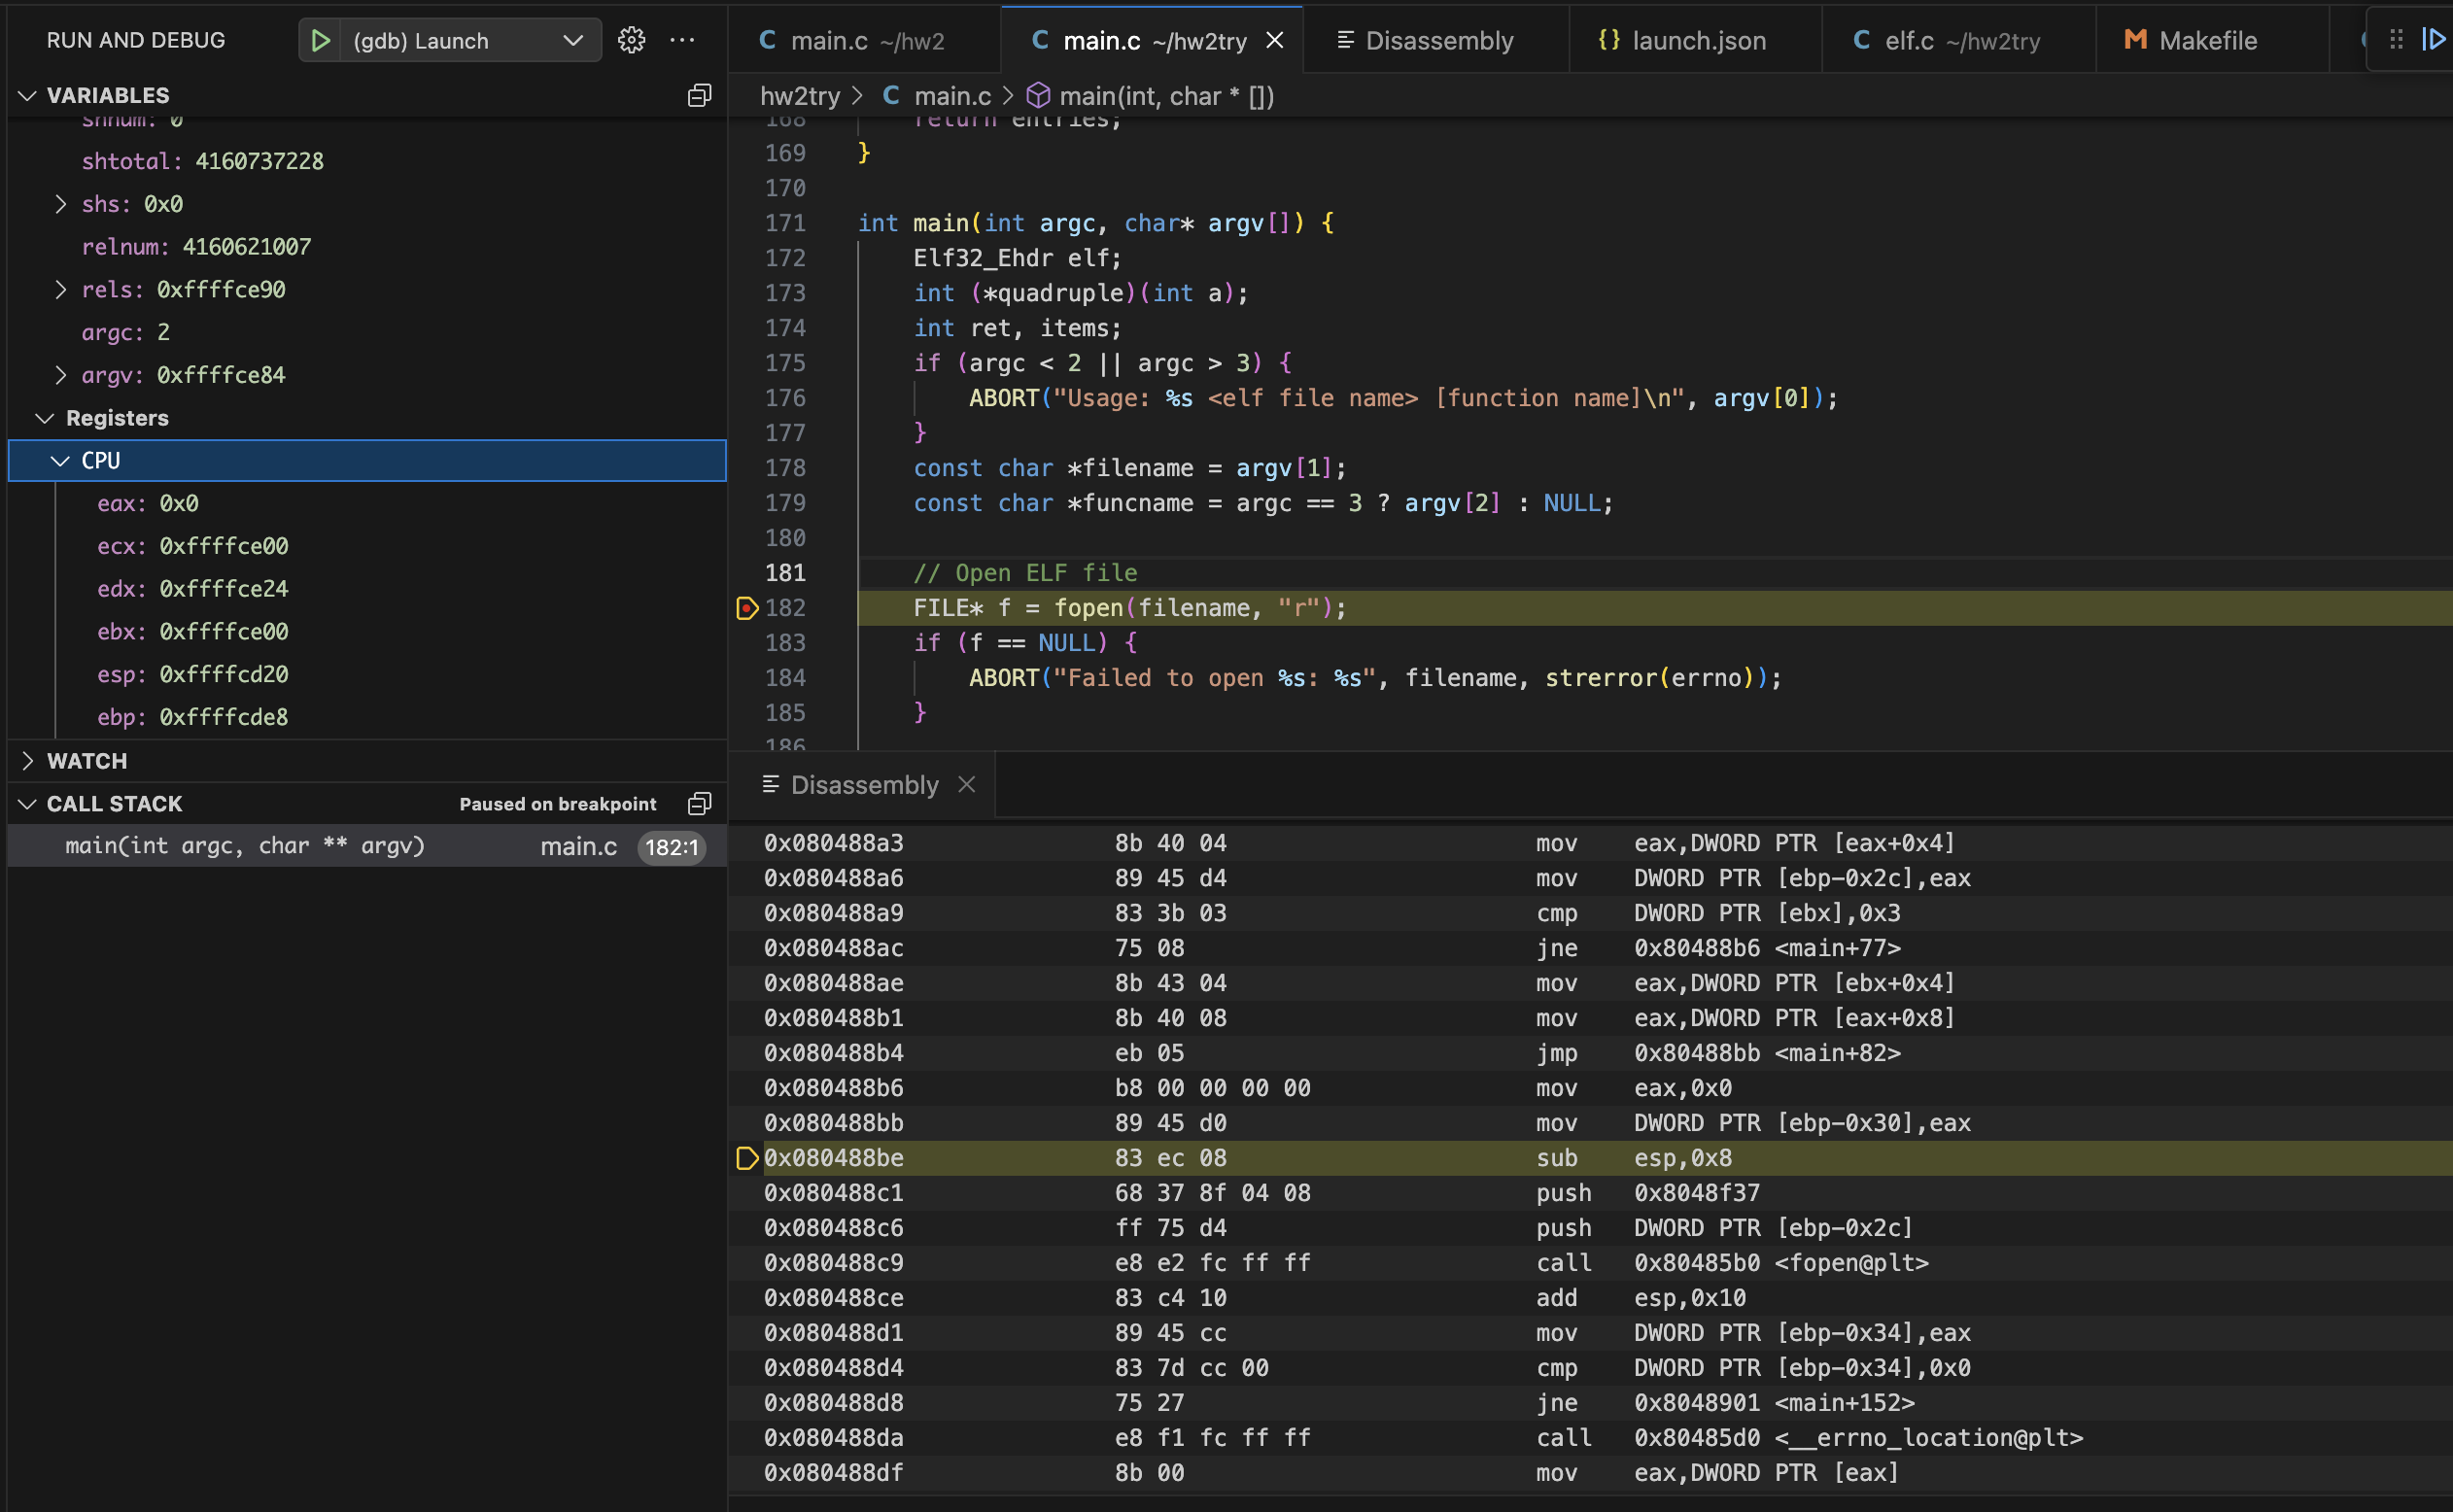 RUN AND DEBUG
(gdb) Launch
VARIABLES
shnum: 0
shtotal: 4160737228
shs: 0x0
relnum: 4160621007
rels: 0xffffce90
argc: 2
argv: 0xffffce84
Registers
CPU
eax: 0x0
ecx: 0xffffce00
edx: 0xffffce24
ebx: 0xffffce00
esp: 0xffffcd20
ebp: 0xffffcde8
WATCH
CALL STACK Paused on breakpoint
main(int argc, char ** argv) main.c 182:1
C main.c ~/hw2
C main.c ~/hw2try
Disassembly
{} launch.json
C elf.c ~/hw2try
M Makefile
hw2try > C main.c > main(int, char * [])
168 return entries;
169 }
170
171 int main(int argc, char* argv[]) {
172 Elf32_Ehdr elf;
173 int (*quadruple)(int a);
174 int ret, items;
175 if (argc < 2 || argc > 3) {
176 ABORT("Usage: %s <elf file name> [function name]\n", argv[0]);
177 }
178 const char *filename = argv[1];
179 const char *funcname = argc == 3 ? argv[2] : NULL;
180
181 // Open ELF file
182 FILE* f = fopen(filename, "r");
183 if (f == NULL) {
184 ABORT("Failed to open %s: %s", filename, strerror(errno));
185 }
186
Disassembly
0x080488a3 8b 40 04 mov eax,DWORD PTR [eax+0x4]
0x080488a6 89 45 d4 mov DWORD PTR [ebp-0x2c],eax
0x080488a9 83 3b 03 cmp DWORD PTR [ebx],0x3
0x080488ac 75 08 jne 0x80488b6 <main+77>
0x080488ae 8b 43 04 mov eax,DWORD PTR [ebx+0x4]
0x080488b1 8b 40 08 mov eax,DWORD PTR [eax+0x8]
0x080488b4 eb 05 jmp 0x80488bb <main+82>
0x080488b6 b8 00 00 00 00 mov eax,0x0
0x080488bb 89 45 d0 mov DWORD PTR [ebp-0x30],eax
0x080488be 83 ec 08 sub esp,0x8
0x080488c1 68 37 8f 04 08 push 0x8048f37
0x080488c6 ff 75 d4 push DWORD PTR [ebp-0x2c]
0x080488c9 e8 e2 fc ff ff call 0x80485b0 <fopen@plt>
0x080488ce 83 c4 10 add esp,0x10
0x080488d1 89 45 cc mov DWORD PTR [ebp-0x34],eax
0x080488d4 83 7d cc 00 cmp DWORD PTR [ebp-0x34],0x0
0x080488d8 75 27 jne 0x8048901 <main+152>
0x080488da e8 f1 fc ff ff call 0x80485d0 <__errno_location@plt>
0x080488df 8b 00 mov eax,DWORD PTR [eax]